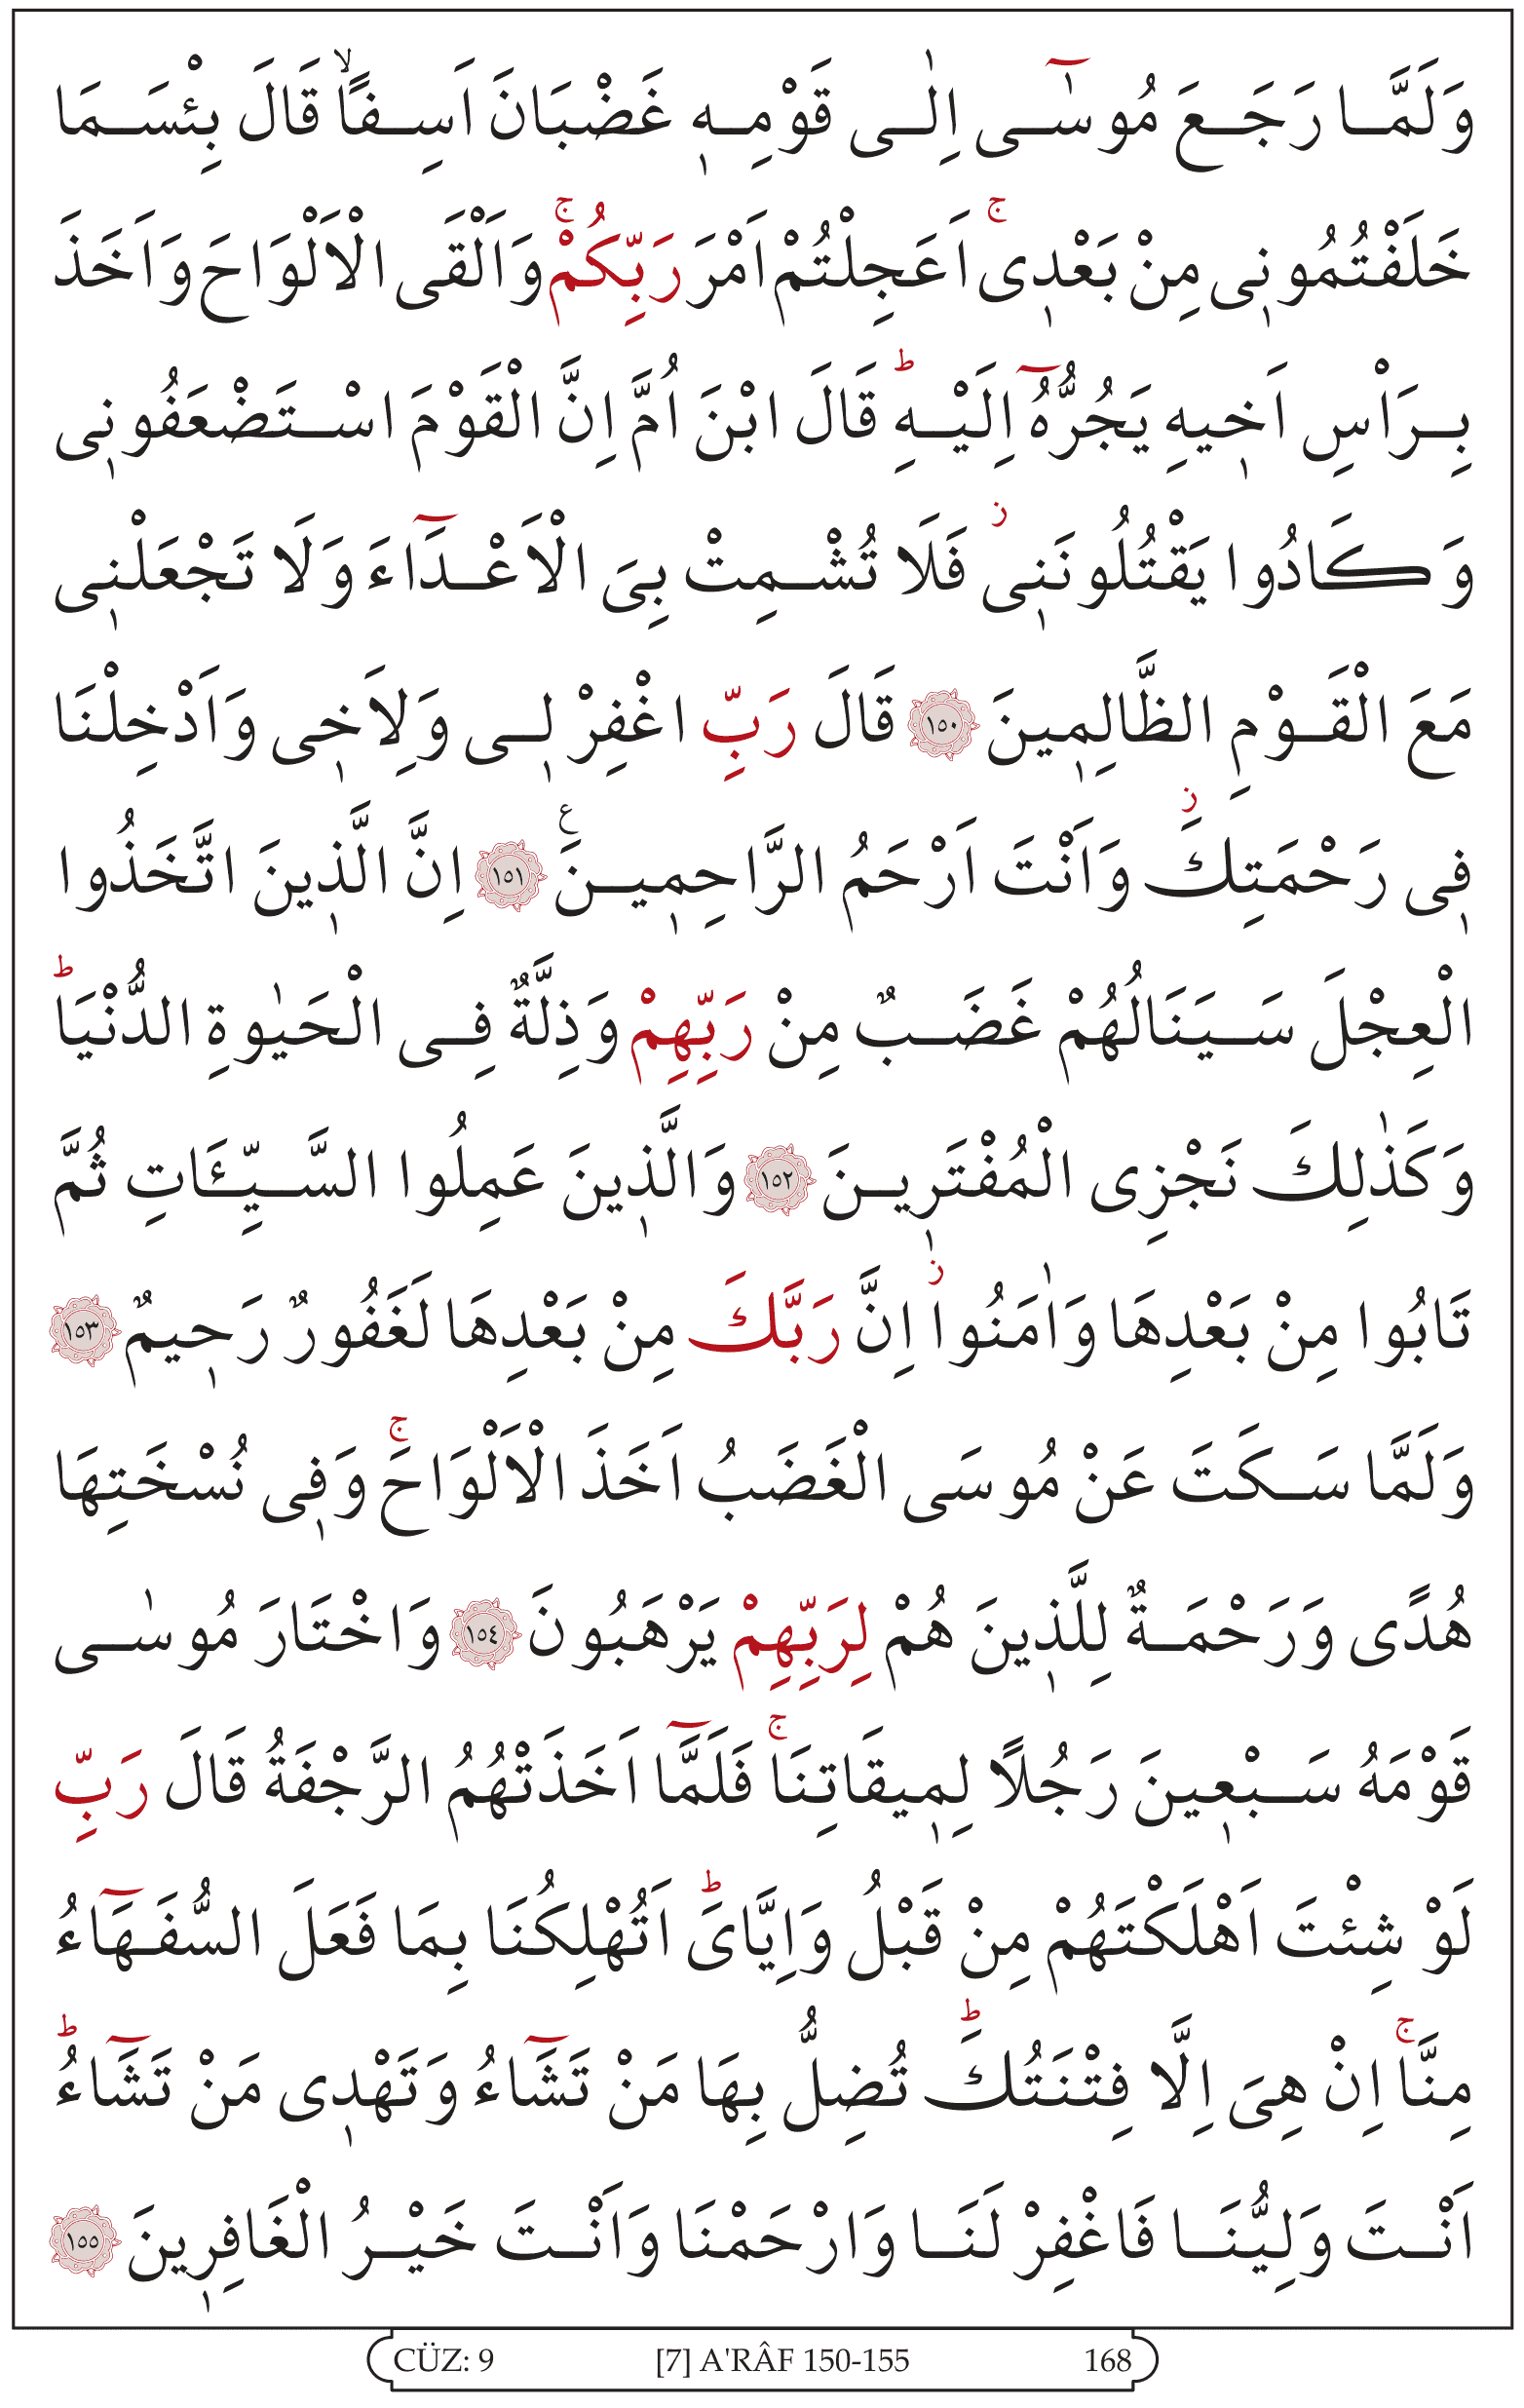 وَلَمَّا رَجَعَ مُوسٰٓى اِلٰى قَوْمِهٖ غَضْبَانَ اَسِفًاۙ قَالَ بِئْسَمَا
خَلَفْتُمُونٖى مِنْ بَعْدٖىۚ اَعَجِلْتُمْ اَمْرَ رَبِّكُمْۚ وَاَلْقَى الْاَلْوَاحَ وَاَخَذَ
بِرَاْسِ اَخٖيهِ يَجُرُّهُٓ اِلَيْهِؕ قَالَ ابْنَ اُمَّ اِنَّ الْقَوْمَ اسْتَضْعَفُونٖى
وَكَادُوا يَقْتُلُونَنٖىؗ فَلَا تُشْمِتْ بِىَ الْاَعْدَٓاءَ وَلَا تَجْعَلْنٖى
مَعَ الْقَوْمِ الظَّالِمٖينَ ﴿١٥٠﴾ قَالَ رَبِّ اغْفِرْ لٖى وَلِاَخٖى وَاَدْخِلْنَا
فٖى رَحْمَتِكَؗ وَاَنْتَ اَرْحَمُ الرَّاحِمٖينَࣖ ﴿١٥١﴾ اِنَّ الَّذٖينَ اتَّخَذُوا
الْعِجْلَ سَيَنَالُهُمْ غَضَبٌ مِنْ رَبِّهِمْ وَذِلَّةٌ فِى الْحَيٰوةِ الدُّنْيَاؕ
وَكَذٰلِكَ نَجْزِى الْمُفْتَرٖينَ ﴿١٥٢﴾ وَالَّذٖينَ عَمِلُوا السَّيِّـَٔاتِ ثُمَّ
تَابُوا مِنْ بَعْدِهَا وَاٰمَنُواؗ اِنَّ رَبَّكَ مِنْ بَعْدِهَا لَغَفُورٌ رَحٖيمٌ ﴿١٥٣﴾
وَلَمَّا سَكَتَ عَنْ مُوسَى الْغَضَبُ اَخَذَ الْاَلْوَاحَۚ وَفٖى نُسْخَتِهَا
هُدًى وَرَحْمَةٌ لِلَّذٖينَ هُمْ لِرَبِّهِمْ يَرْهَبُونَ ﴿١٥٤﴾ وَاخْتَارَ مُوسٰى
قَوْمَهُ سَبْعٖينَ رَجُلًا لِمٖيقَاتِنَاۚ فَلَمَّٓا اَخَذَتْهُمُ الرَّجْفَةُ قَالَ رَبِّ
لَوْ شِئْتَ اَهْلَكْتَهُمْ مِنْ قَبْلُ وَاِيَّاىَؕ اَتُهْلِكُنَا بِمَا فَعَلَ السُّفَهَٓاءُ
مِنَّاۚ اِنْ هِىَ اِلَّا فِتْنَتُكَؕ تُضِلُّ بِهَا مَنْ تَشَٓاءُ وَتَهْدٖى مَنْ تَشَٓاءُؕ
اَنْتَ وَلِيُّنَا فَاغْفِرْ لَنَا وَارْحَمْنَا وَاَنْتَ خَيْرُ الْغَافِرٖينَ ﴿١٥٥﴾
CÜZ: 9 [7] A'RÂF 150-155 168